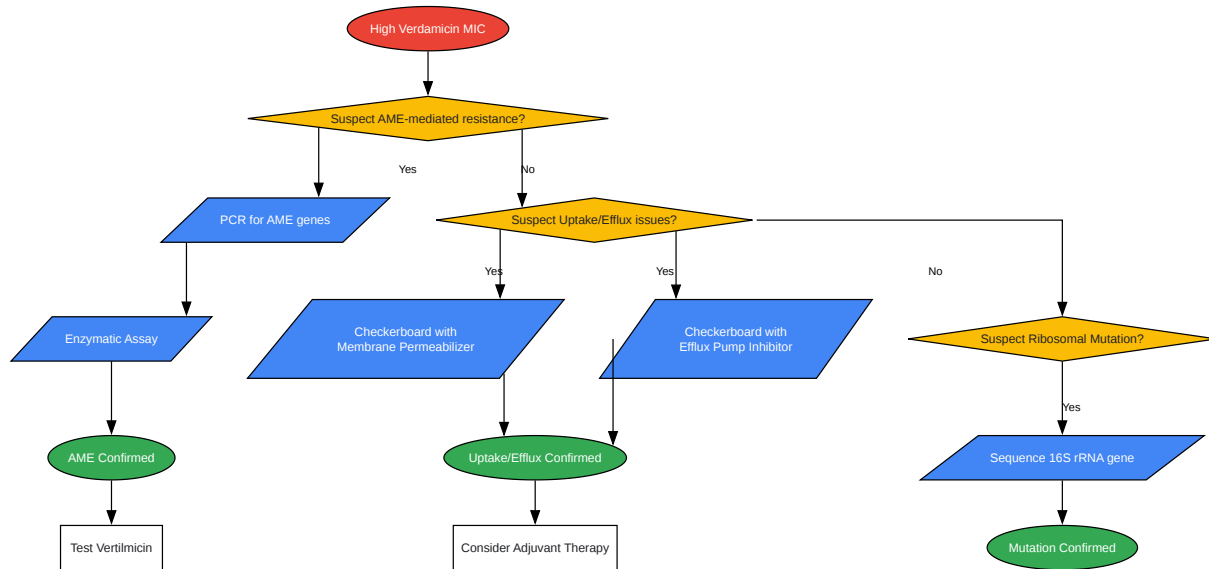 High Verdamicin MIC
Suspect AME-mediated resistance?
Yes
No
PCR for AME genes
Suspect Uptake/Efflux issues?
Yes
Yes
No
Enzymatic Assay
Checkerboard with
Membrane Permeabilizer
Checkerboard with
Efflux Pump Inhibitor
Suspect Ribosomal Mutation?
Yes
AME Confirmed
Uptake/Efflux Confirmed
Sequence 16S rRNA gene
Test Vertilmicin
Consider Adjuvant Therapy
Mutation Confirmed